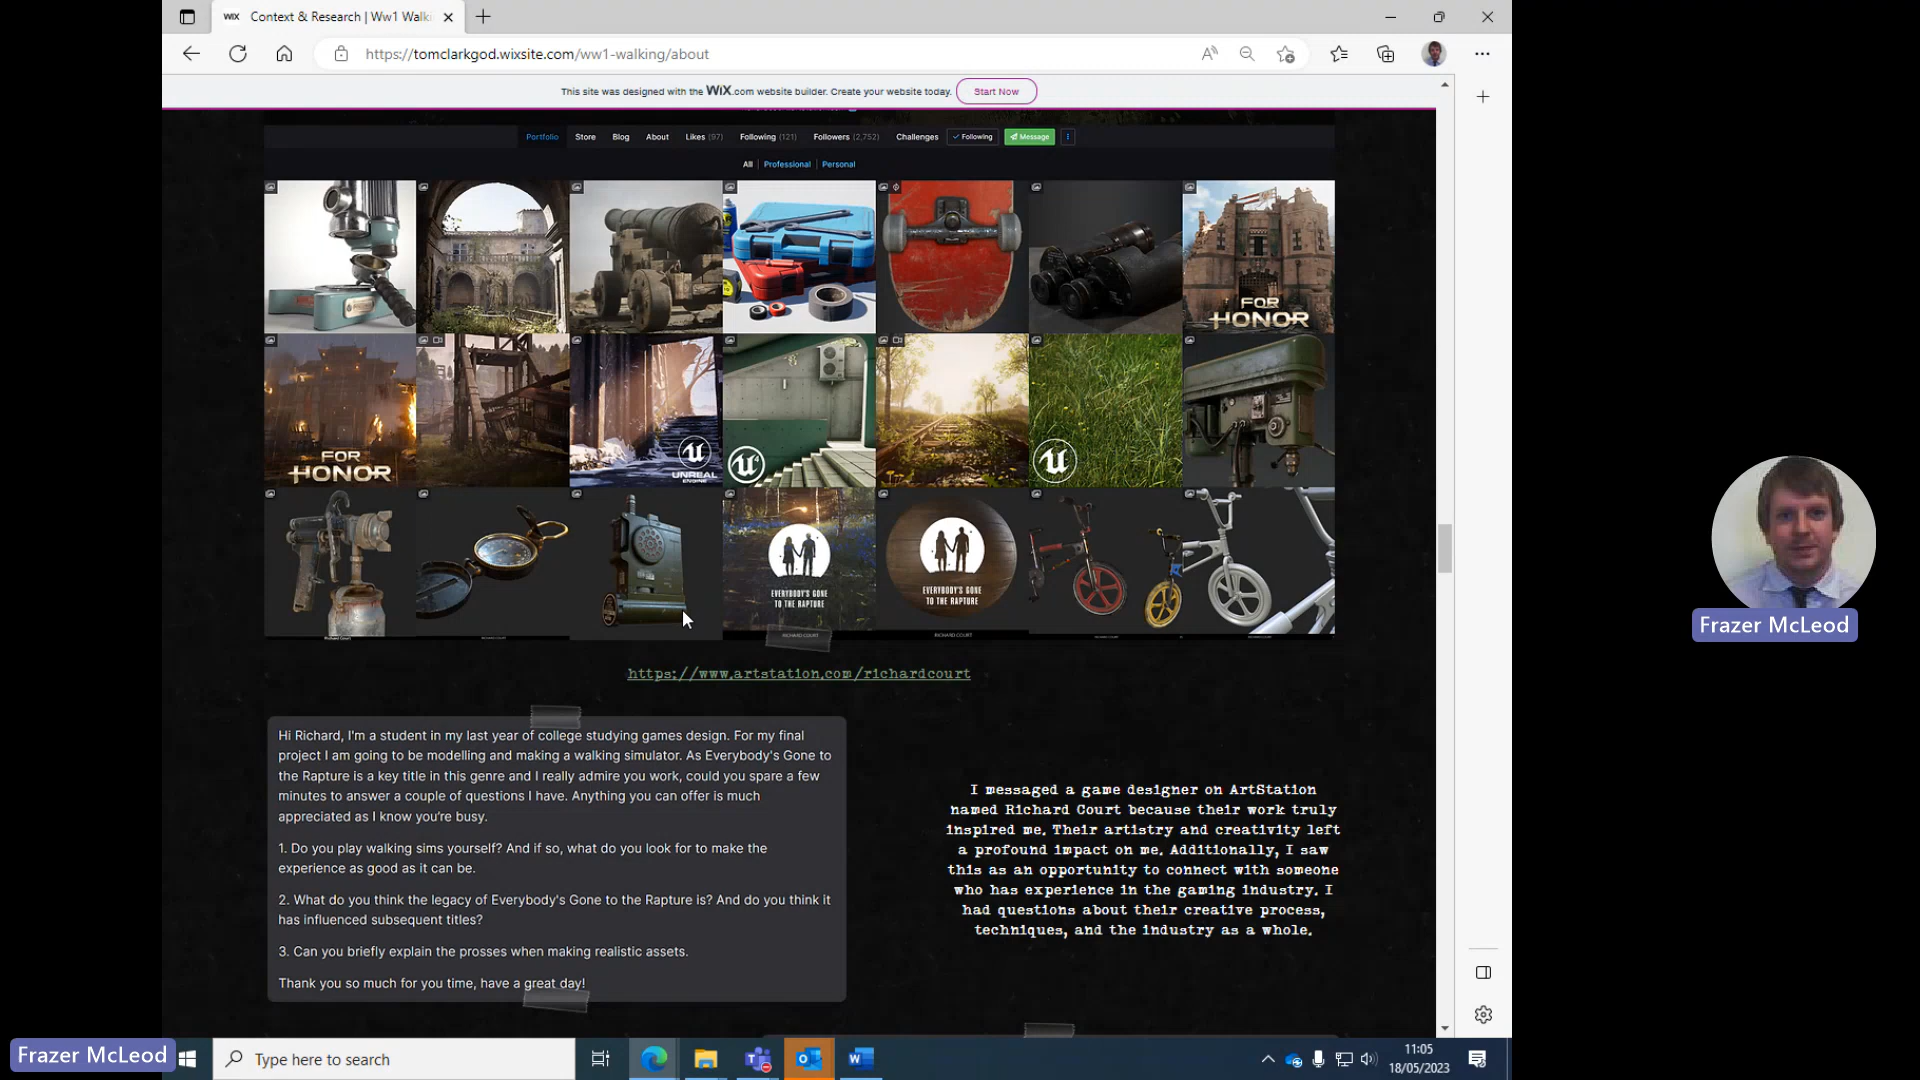 WiX Context & Research | Ww1 Walki
https://tomclarkgod.wixsite.com/ww1-walking/about
This site was designed with the WiX.com website builder. Create your website today. Start Now
Portfolio Store Blog About Likes (97) Following (121) Followers (2,752) Challenges Following Message
All Professional Personal
FOR
HONOR
FOR
HONOR
UNREAL
ENGINE
EVERYBODY'S GONE
TO THE RAPTURE
EVERYBODY'S GONE
TO THE RAPTURE
RICHARD COURT
RICHARD COURT
https://www.artstation.com/richardcourt
Hi Richard, I'm a student in my last year of college studying games design. For my final
project I am going to be modelling and making a walking simulator. As Everybody's Gone to
the Rapture is a key title in this genre and I really admire you work, could you spare a few
minutes to answer a couple of questions I have. Anything you can offer is much
appreciated as I know you're busy.
1. Do you play walking sims yourself? And if so, what do you look for to make the
experience as good as it can be.
2. What do you think the legacy of Everybody's Gone to the Rapture is? And do you think it
has influenced subsequent titles?
3. Can you briefly explain the prosses when making realistic assets.
Thank you so much for you time, have a great day!
I messaged a game designer on ArtStation
named Richard Court because their work truly
inspired me. Their artistry and creativity left
a profound impact on me. Additionally, I saw
this as an opportunity to connect with someone
who has experience in the gaming industry. I
had questions about their creative process,
techniques, and the industry as a whole.
Frazer McLeod
Frazer McLeod
Type here to search
11:05
18/05/2023